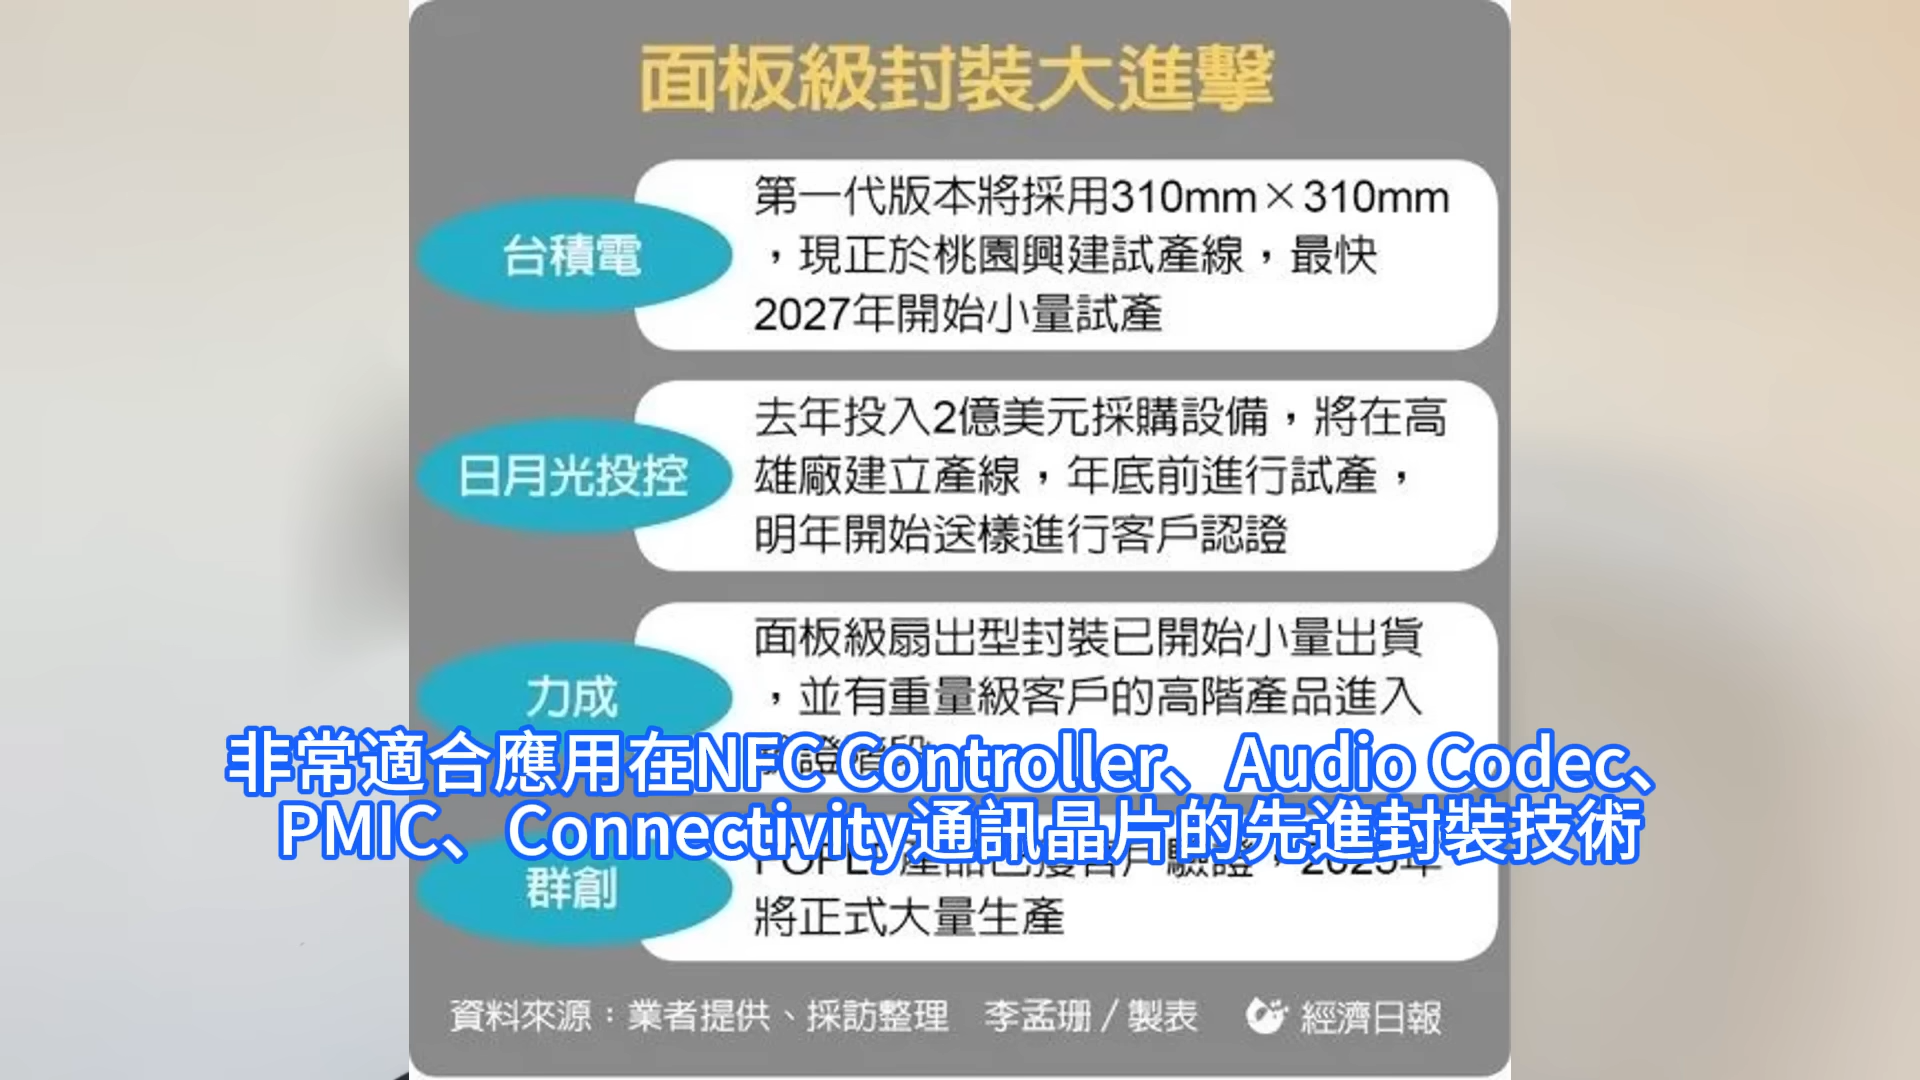 面板級封裝大進擊
台積電
第一代版本將採用310mm×310mm
，現正於桃園興建試產線，最快
2027年開始小量試產
日月光投控
去年投入2億美元採購設備，將在高
雄廠建立產線，年底前進行試產，
明年開始送樣進行客戶認證
力成
面板級扇出型封裝已開始小量出貨
，並有重量級客戶的高階產品進入
非常適合應用在NFC Controller、Audio Codec、
PMIC、Connectivity通訊晶片的先進封裝技術
群創
將正式大量生產
資料來源：業者提供、採訪整理 李孟珊／製表 經濟日報